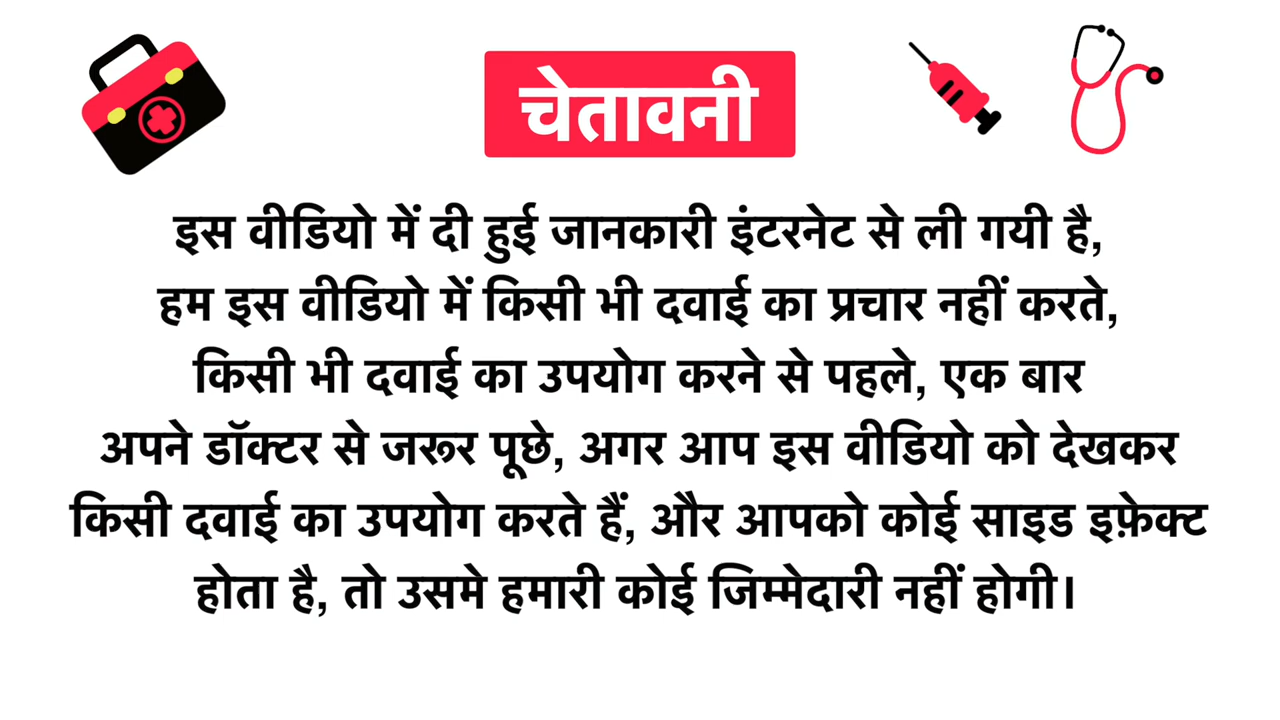 चेतावनी
इस वीडियो में दी हुई जानकारी इंटरनेट से ली गयी है,
हम इस वीडियो में किसी भी दवाई का प्रचार नहीं करते,
किसी भी दवाई का उपयोग करने से पहले, एक बार
अपने डॉक्टर से जरूर पूछे, अगर आप इस वीडियो को देखकर
किसी दवाई का उपयोग करते हैं, और आपको कोई साइड इफ़ेक्ट
होता है, तो उसमे हमारी कोई जिम्मेदारी नहीं होगी।